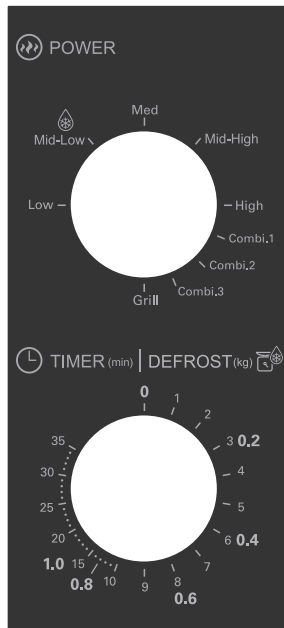 POWER
Med
Mid-Low
Mid-High
Low
High
Combi.1
Combi.2
Combi.3
Grill
TIMER (min) | DEFROST (kg)
0
1
2
3 0.2
4
5
6 0.4
7
8
0.6
9
10
0.8
15
1.0
20
25
30
35